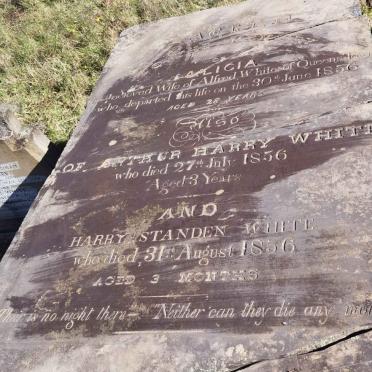 SACRED
ALICIA
Beloved Wife of Alfred White of Queens
who departed this life on the 30th June 1856
AGED 28 YEARS
Also
OF ARTHUR HARRY WHITE
who died 27th July 1856
Aged 3 Years
AND
HARRY STANDEN WHITE
who died 31st August 1856
AGED 3 MONTHS
is no night there — "Neither can they die any more